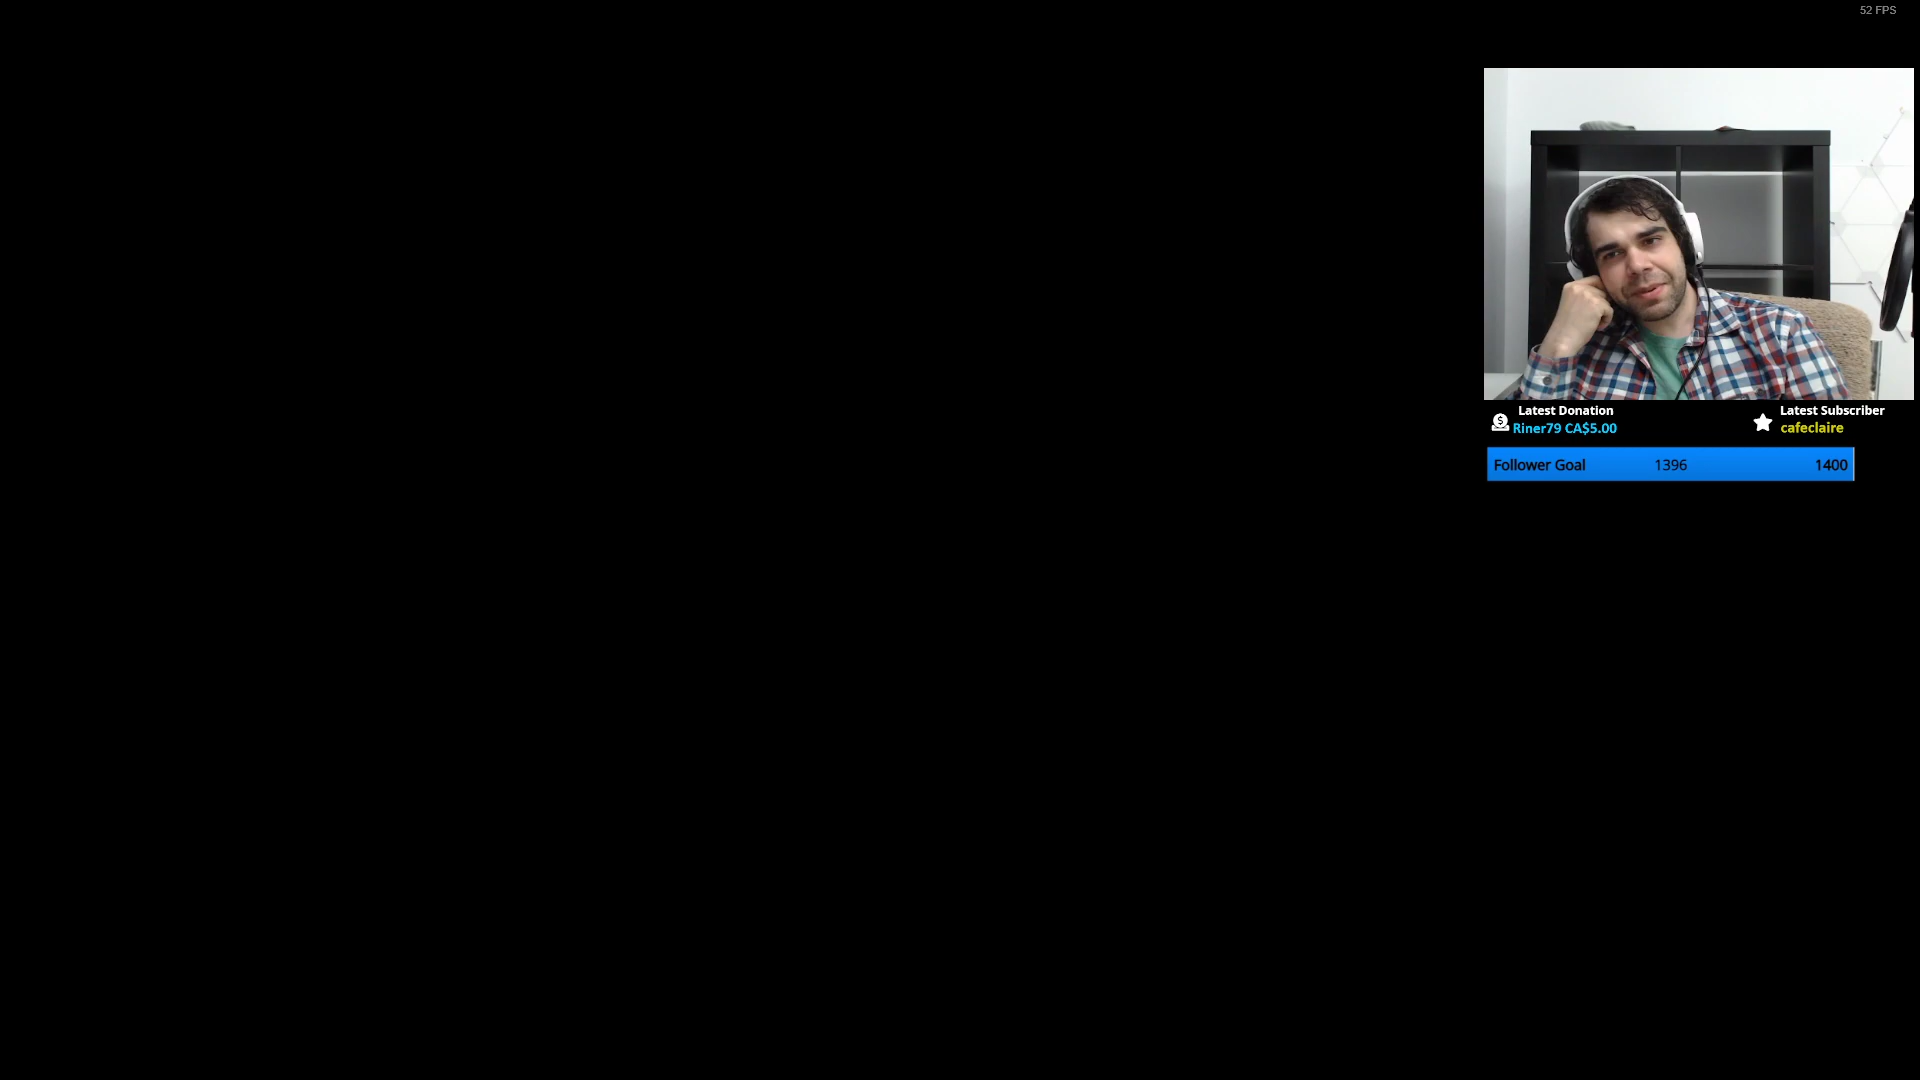 52 FPS
Latest Donation
Riner79 CA$5.00
Latest Subscriber
cafeclaire
Follower Goal 1396 1400